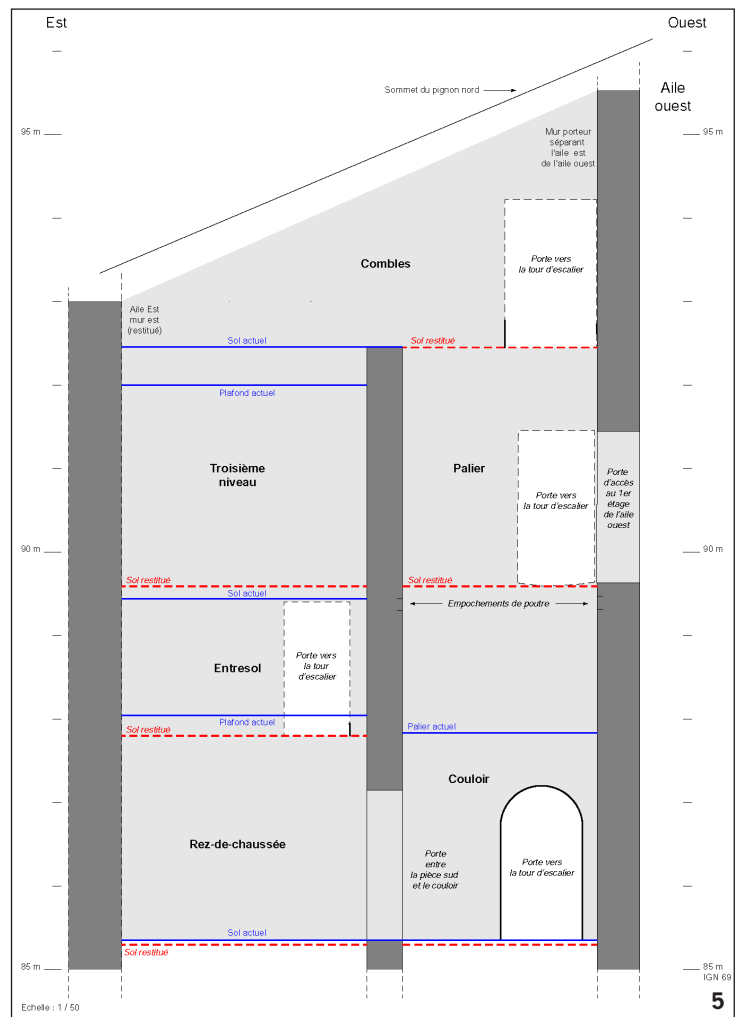 Est
Ouest
Sommet du pignon nord
Aile
ouest
95 m
95 m
Mur porteur
séparant
l'aile est
de l'aile ouest
Combles
Porte vers
la tour d'escalier
Aile Est
mur est
(restitué)
Sol actuel
Sol restitué
Plafond actuel
Troisième
niveau
Palier
Porte vers
la tour d'escalier
Porte
d'accès
au 1er
étage
de l'aile
ouest
90 m
90 m
Sol restitué
Sol restitué
Sol actuel
Empochements de poutre
Entresol
Porte vers
la tour
d'escalier
Plafond actuel
Sol restitué
Palier actuel
Couloir
Rez-de-chaussée
Porte
entre
la pièce sud
et le couloir
Porte vers
la tour d'escalier
Sol actuel
Sol restitué
85 m
85 m
IGN 69
Echelle : 1 / 50
5